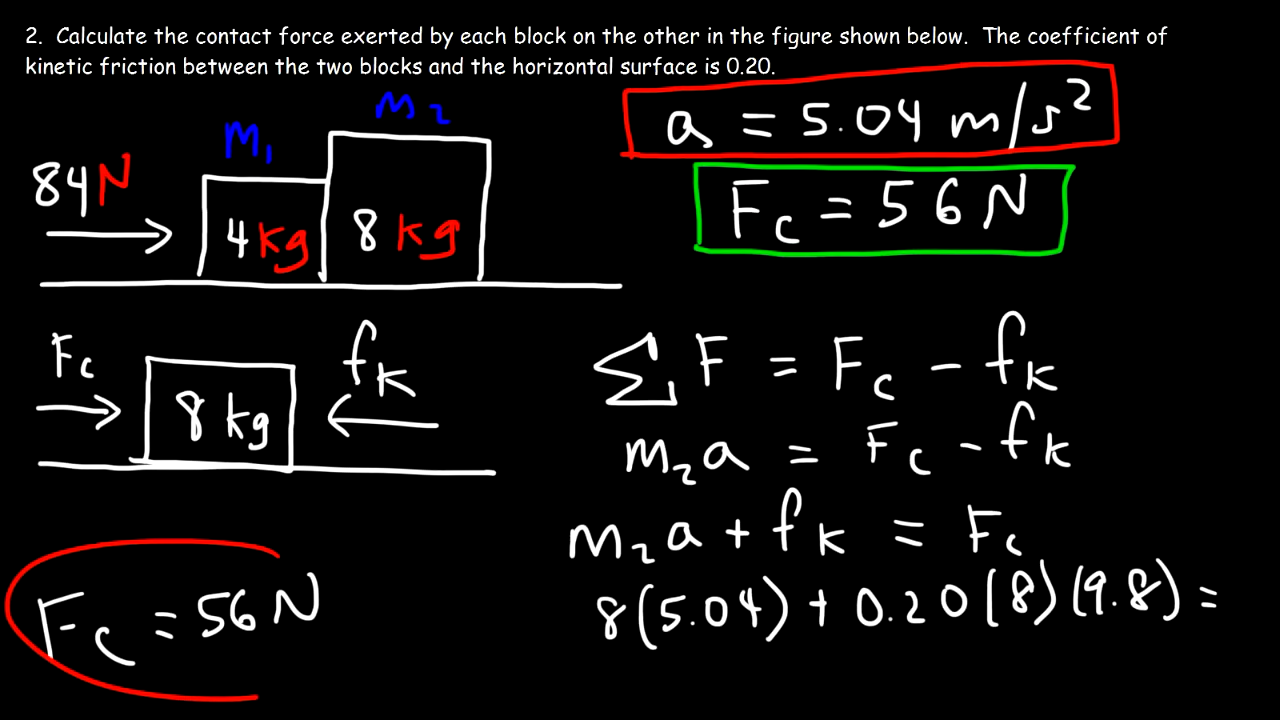 2. Calculate the contact force exerted by each block on the other in the figure shown below. The coefficient of
kinetic friction between the two blocks and the horizontal surface is 0.20.
a = 5.04 m/s²
Fc = 56 N
84N
m₁
m₂
4 kg
8 kg
Fc
8 kg
fk
∑F = Fc - fk
m₂a = Fc - fk
m₂a + fk = Fc
8(5.04) + 0.20(8)(9.8) =
Fc = 56 N